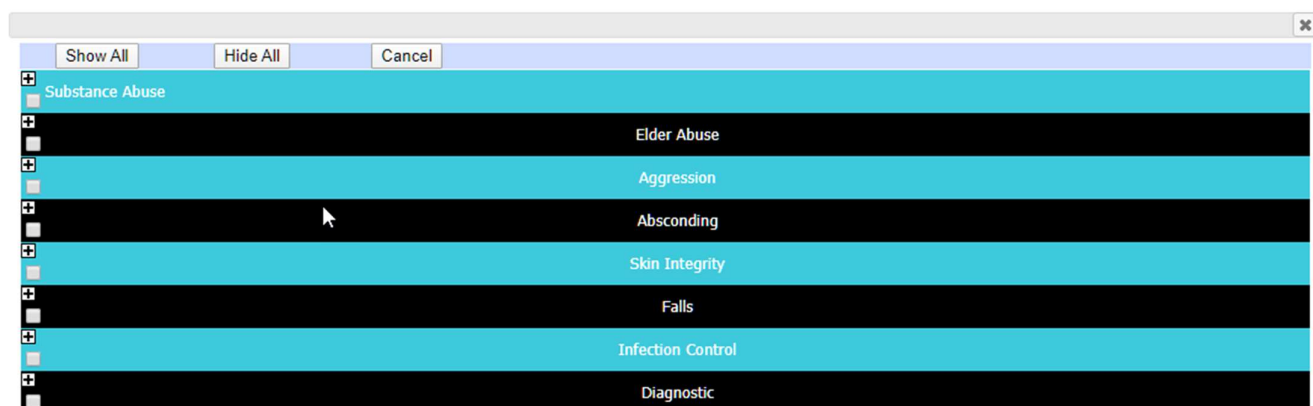 Show All Hide All Cancel
Substance Abuse
Elder Abuse
Aggression
Absconding
Skin Integrity
Falls
Infection Control
Diagnostic